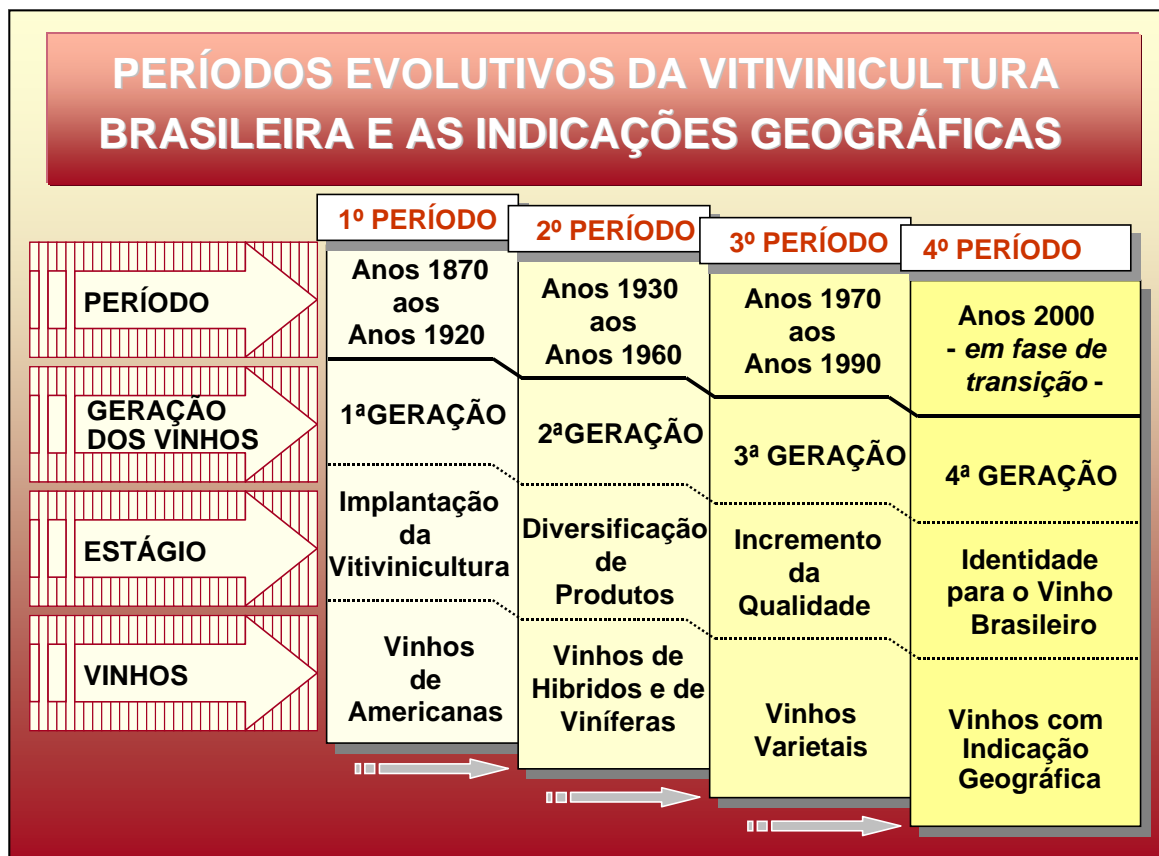 PERÍODOS EVOLUTIVOS DA VITIVINICULTURA
BRASILEIRA E AS INDICAÇÕES GEOGRÁFICAS
1º PERÍODO
2º PERÍODO
3º PERÍODO
4º PERÍODO
PERÍODO
Anos 1870
aos
Anos 1920
Anos 1930
aos
Anos 1960
Anos 1970
aos
Anos 1990
Anos 2000
- em fase de
transição -
GERAÇÃO
DOS VINHOS
1ªGERAÇÃO
2ªGERAÇÃO
3ª GERAÇÃO
4ª GERAÇÃO
ESTÁGIO
Implantação
da
Vitivinicultura
Diversificação
de
Produtos
Incremento
da
Qualidade
Identidade
para o Vinho
Brasileiro
VINHOS
Vinhos
de
Americanas
Vinhos de
Hibridos e de
Viníferas
Vinhos
Varietais
Vinhos com
Indicação
Geográfica